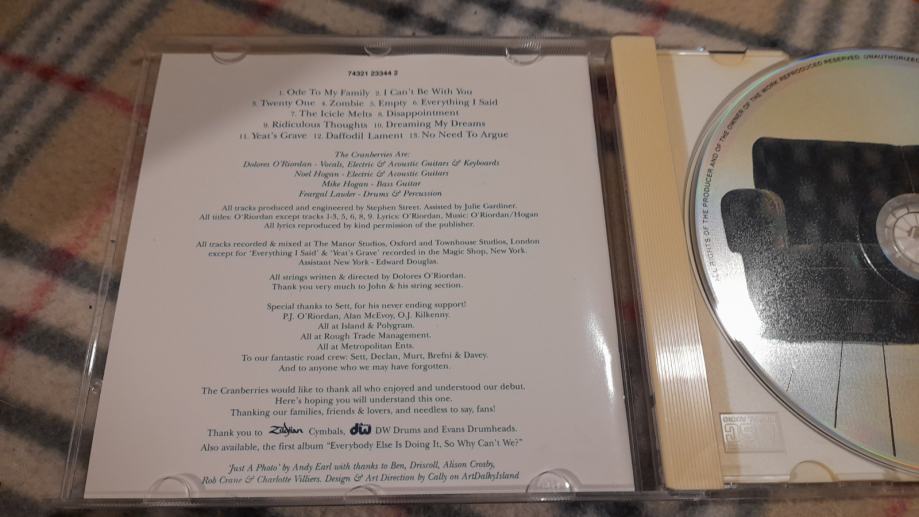 74321 23344 2
1. Ode To My Family 2. I Can't Be With You
3. Twenty One 4. Zombie 5. Empty 6. Everything I Said
7. The Icicle Melts 8. Disappointment
9. Ridiculous Thoughts 10. Dreaming My Dreams
11. Yeat's Grave 12. Daffodil Lament 13. No Need To Argue
The Cranberries Are:
Dolores O'Riordan - Vocals, Electric & Acoustic Guitars & Keyboards
Noel Hogan - Electric & Acoustic Guitars
Mike Hogan - Bass Guitar
Feargal Lawler - Drums & Percussion
All tracks produced and engineered by Stephen Street. Assisted by Julie Gardiner.
All titles: O'Riordan except tracks 1-3, 5, 6, 8, 9. Lyrics: O'Riordan, Music: O'Riordan/Hogan
All lyrics reproduced by kind permission of the publisher.
All tracks recorded & mixed at The Manor Studios, Oxford and Townhouse Studios, London
except for 'Everything I Said' & 'Yeat's Grave' recorded in the Magic Shop, New York.
Assistant New York - Edward Douglas.
All strings written & directed by Dolores O'Riordan.
Thank you very much to John & his string section.
Special thanks to Sett, for his never ending support!
P.J. O'Riordan, Alan McEvoy, O.J. Kilkenny.
All at Island & Polygram.
All at Rough Trade Management.
All at Metropolitan Ents.
To our fantastic road crew: Sett, Declan, Murt, Brefni & Davey.
And to anyone who we may have forgotten.
The Cranberries would like to thank all who enjoyed and understood our debut.
Here's hoping you will understand this one.
Thanking our families, friends & lovers, and needless to say, fans!
Thank you to Zildjian Cymbals, dw DW Drums and Evans Drumheads.
Also available, the first album "Everybody Else Is Doing It, So Why Can't We?"
'Just A Photo' by Andy Earl with thanks to Ben, Driscoll, Alison Crosby,
Rob Crane & Charlotte Villiers. Design & Art Direction by Cally on ArtDalkyIsland
ALL RIGHTS OF THE PRODUCER AND OF THE OWNER OF THE WORK REPRODUCED RESERVED. UNAUTHORIZED